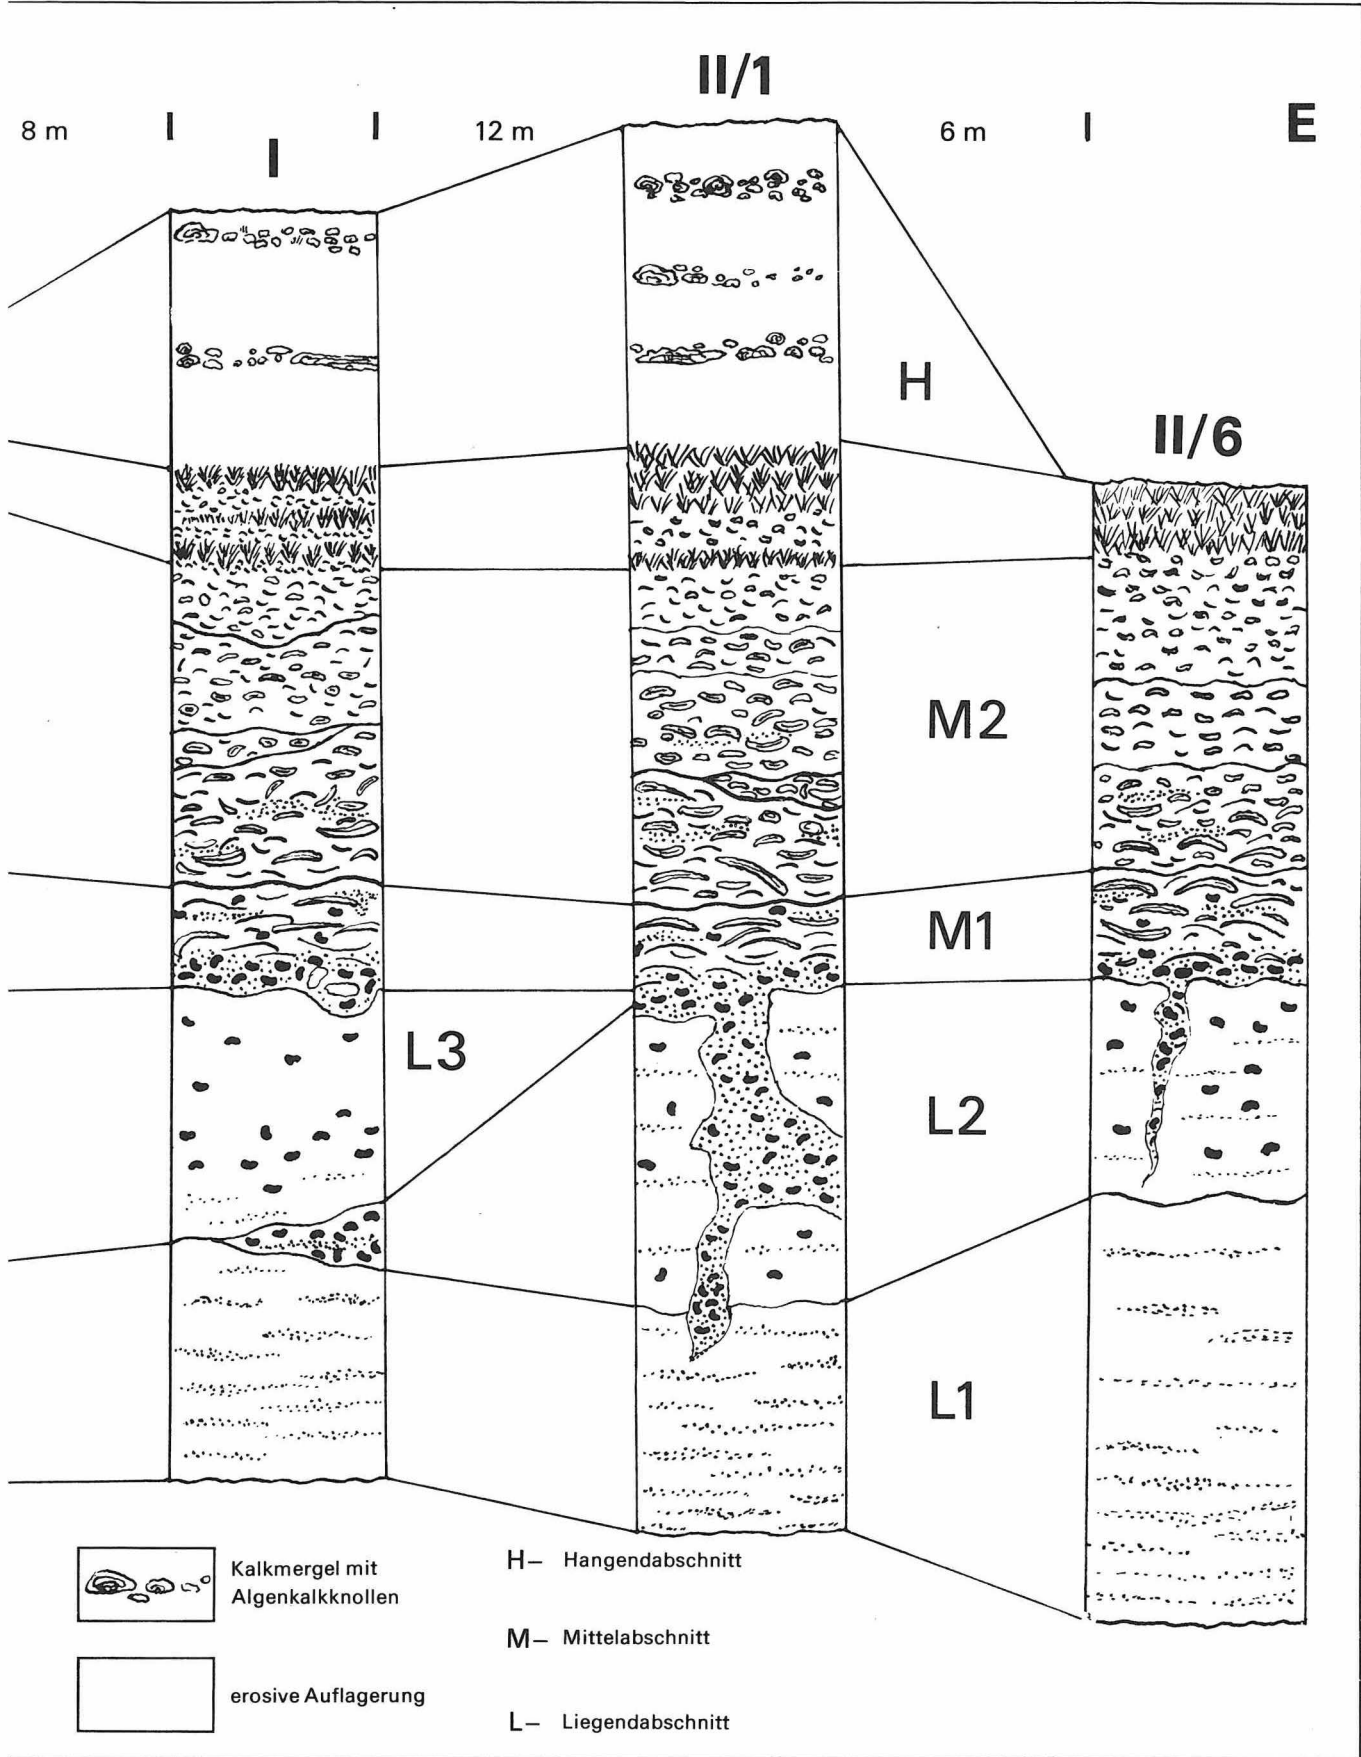 II/1
8 m
I
I
I
12 m
6 m
I
E
H
II/6
M2
M1
L3
L2
L1
Kalkmergel mit
Algenkalkknollen
H– Hangendabschnitt
M– Mittelabschnitt
erosive Auflagerung
L– Liegendabschnitt